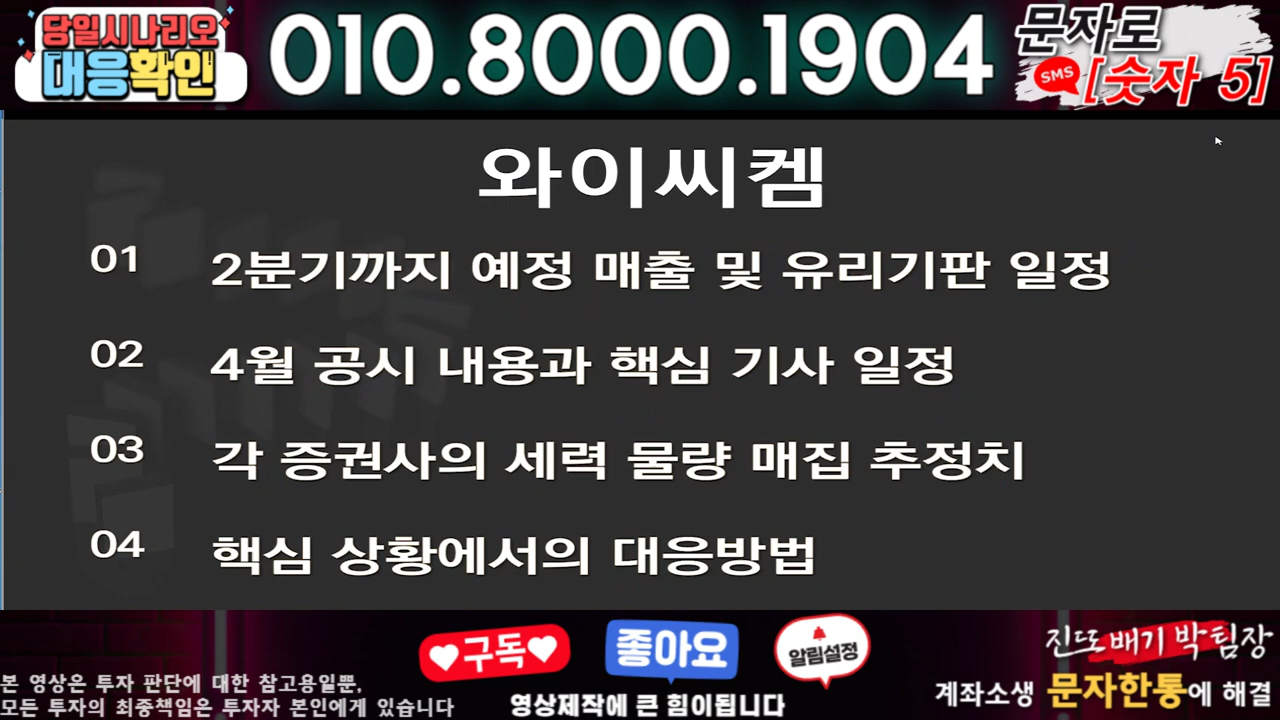 당일시나리오
대응확인
010.8000.1904
문자로
SMS
[숫자 5]
와이씨켐
01 2분기까지 예정 매출 및 유리기판 일정
02 4월 공시 내용과 핵심 기사 일정
03 각 증권사의 세력 물량 매집 추정치
04 핵심 상황에서의 대응방법
구독
좋아요
알림설정
영상제작에 큰 힘이됩니다
본 영상은 투자 판단에 대한 참고용일뿐,
모든 투자의 최종책임은 투자자 본인에게 있습니다
진또배기 박팀장
계좌소생 문자한통에 해결